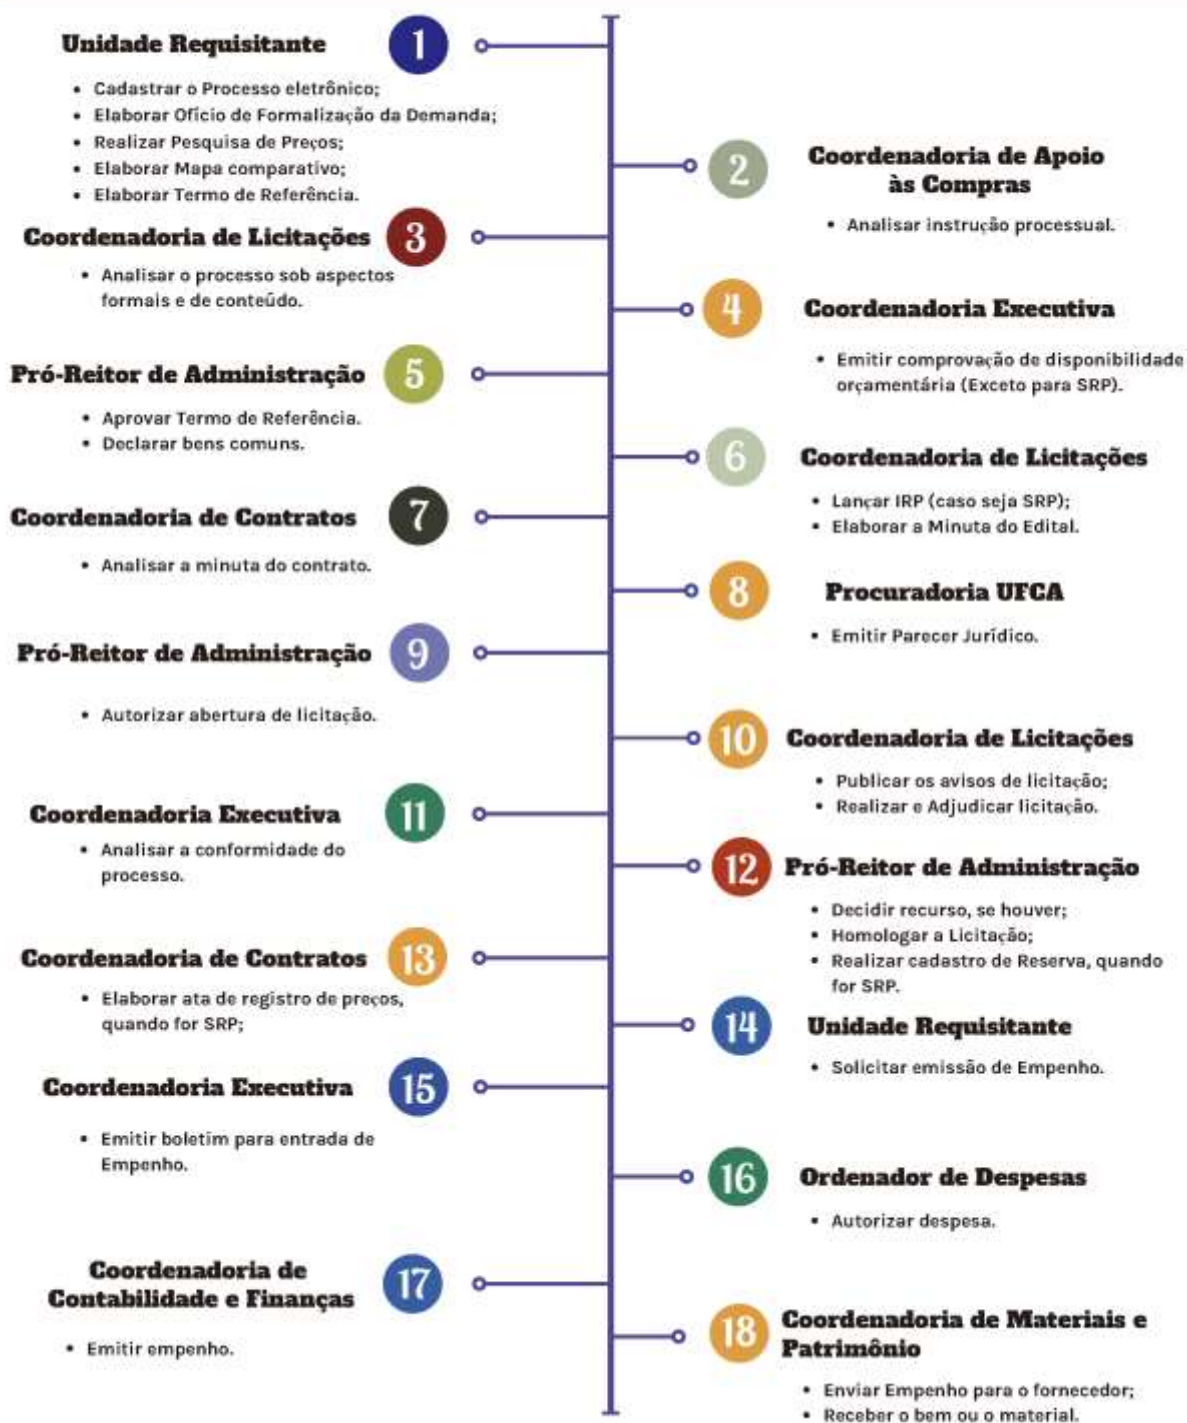 Unidade Requisitante
1
• Cadastrar o Processo eletrônico;
• Elaborar Ofício de Formalização da Demanda;
• Realizar Pesquisa de Preços;
• Elaborar Mapa comparativo;
• Elaborar Termo de Referência.
2
Coordenadoria de Apoio
às Compras
• Analisar instrução processual.
Coordenadoria de Licitações
3
• Analisar o processo sob aspectos
formais e de conteúdo.
4
Coordenadoria Executiva
• Emitir comprovação de disponibilidade
orçamentária (Exceto para SRP).
Pró-Reitor de Administração
5
• Aprovar Termo de Referência.
• Declarar bens comuns.
6
Coordenadoria de Licitações
• Lançar IRP (caso seja SRP);
• Elaborar a Minuta do Edital.
Coordenadoria de Contratos
7
• Analisar a minuta do contrato.
8
Procuradoria UFCA
• Emitir Parecer Jurídico.
Pró-Reitor de Administração
9
• Autorizar abertura de licitação.
10
Coordenadoria de Licitações
• Publicar os avisos de licitação;
• Realizar e Adjudicar licitação.
Coordenadoria Executiva
11
• Analisar a conformidade do
processo.
12
Pró-Reitor de Administração
• Decidir recurso, se houver;
• Homologar a Licitação;
• Realizar cadastro de Reserva, quando
for SRP.
Coordenadoria de Contratos
13
• Elaborar ata de registro de preços,
quando for SRP;
14
Unidade Requisitante
• Solicitar emissão de Empenho.
Coordenadoria Executiva
15
• Emitir boletim para entrada de
Empenho.
16
Ordenador de Despesas
• Autorizar despesa.
Coordenadoria de
Contabilidade e Finanças
17
• Emitir empenho.
18
Coordenadoria de Materiais e
Patrimônio
• Enviar Empenho para o fornecedor;
• Receber o bem ou o material.